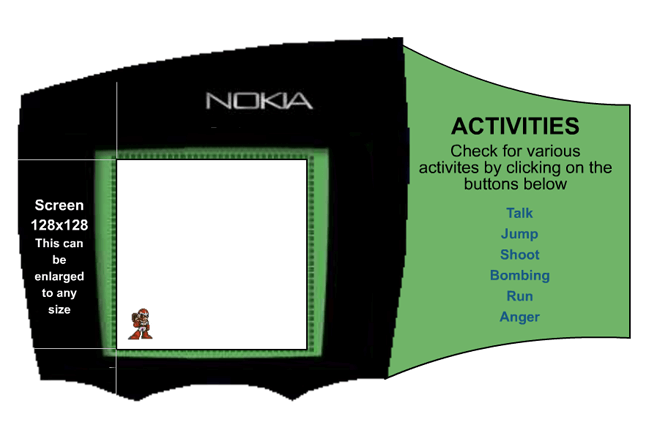 NOKIA
Screen
128x128
This can
be
enlarged
to any
size
ACTIVITIES
Check for various
activites by clicking on the
buttons below
Talk
Jump
Shoot
Bombing
Run
Anger